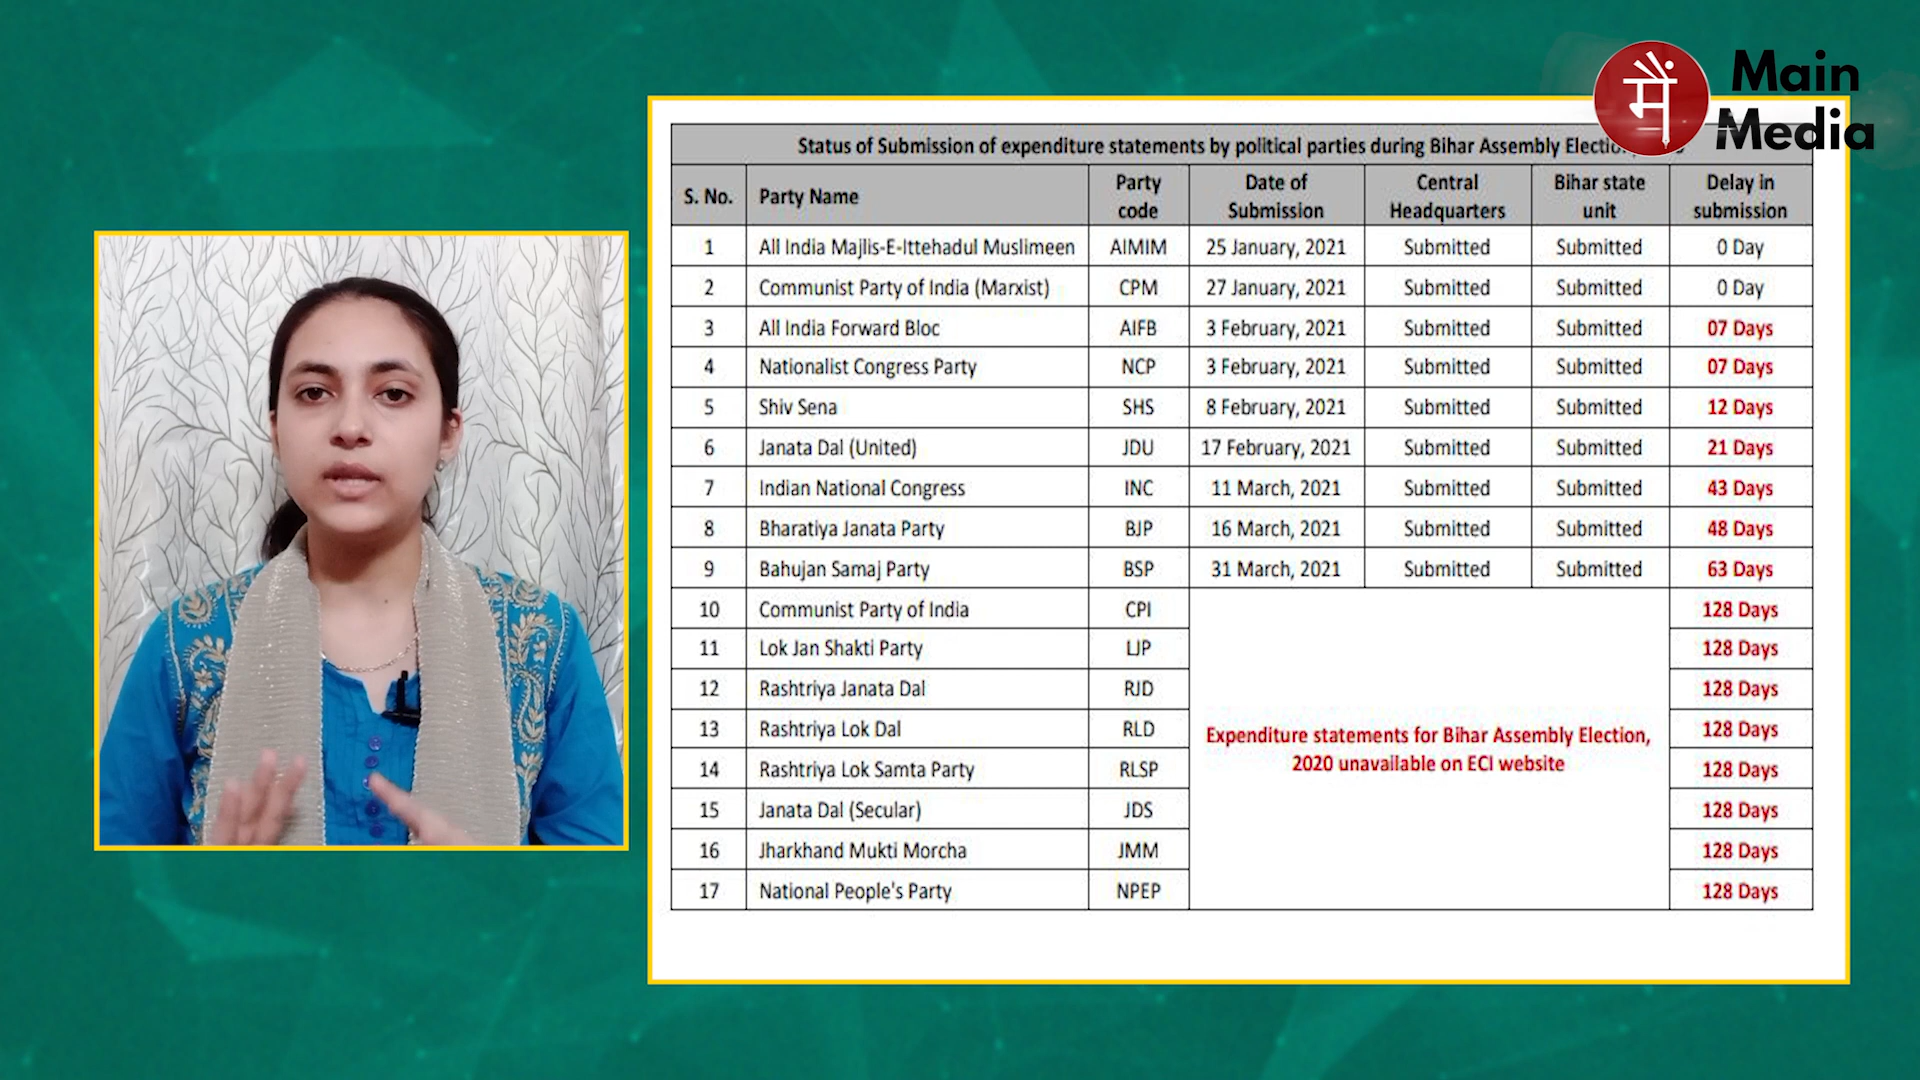 में Main
Media
Status of Submission of expenditure statements by political parties during Bihar Assembly
S. No. Party Name Party code Date of Submission Central Headquarters Bihar state unit Delay in submission
1 All India Majlis-E-Ittehadul Muslimeen AIMIM 25 January, 2021 Submitted Submitted 0 Day
2 Communist Party of India (Marxist) CPM 27 January, 2021 Submitted Submitted 0 Day
3 All India Forward Bloc AIFB 3 February, 2021 Submitted Submitted 07 Days
4 Nationalist Congress Party NCP 3 February, 2021 Submitted Submitted 07 Days
5 Shiv Sena SHS 8 February, 2021 Submitted Submitted 12 Days
6 Janata Dal (United) JDU 17 February, 2021 Submitted Submitted 21 Days
7 Indian National Congress INC 11 March, 2021 Submitted Submitted 43 Days
8 Bharatiya Janata Party BJP 16 March, 2021 Submitted Submitted 48 Days
9 Bahujan Samaj Party BSP 31 March, 2021 Submitted Submitted 63 Days
10 Communist Party of India CPI 128 Days
11 Lok Jan Shakti Party LJP 128 Days
12 Rashtriya Janata Dal RJD 128 Days
13 Rashtriya Lok Dal RLD 128 Days
Expenditure statements for Bihar Assembly Election,
2020 unavailable on ECI website
14 Rashtriya Lok Samta Party RLSP 128 Days
15 Janata Dal (Secular) JDS 128 Days
16 Jharkhand Mukti Morcha JMM 128 Days
17 National People's Party NPEP 128 Days